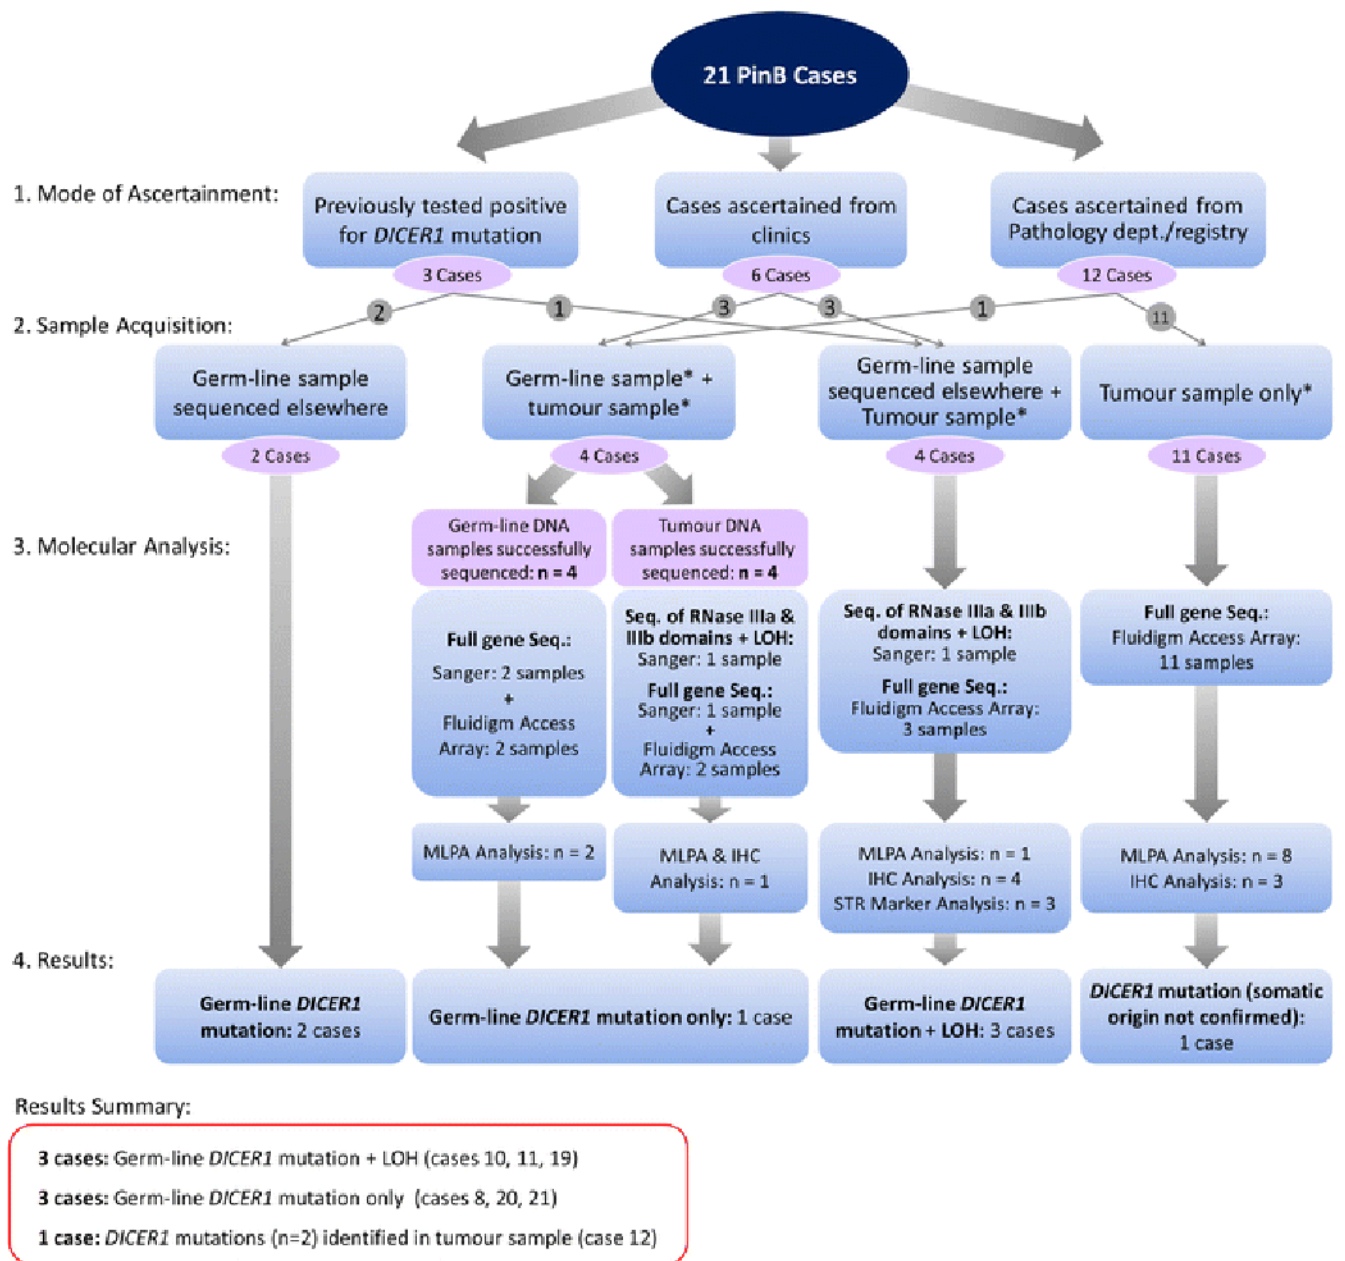 21 PinB Cases
1. Mode of Ascertainment:
Previously tested positive
for DICER1 mutation
3 Cases
Cases ascertained from
clinics
6 Cases
Cases ascertained from
Pathology dept./registry
12 Cases
2
1
3
3
1
11
2. Sample Acquisition:
Germ-line sample
sequenced elsewhere
2 Cases
Germ-line sample* +
tumour sample*
4 Cases
Germ-line sample
sequenced elsewhere +
Tumour sample*
4 Cases
Tumour sample only*
11 Cases
3. Molecular Analysis:
Germ-line DNA
samples successfully
sequenced: n = 4
Full gene Seq.:
Sanger: 2 samples
+
Fluidigm Access
Array: 2 samples
MLPA Analysis: n = 2
Tumour DNA
samples successfully
sequenced: n = 4
Seq. of RNase IIIa &
IIIb domains + LOH:
Sanger: 1 sample
Full gene Seq.:
Sanger: 1 sample
+
Fluidigm Access
Array: 2 samples
MLPA & IHC
Analysis: n = 1
Seq. of RNase IIIa & IIIb
domains + LOH:
Sanger: 1 sample
Full gene Seq.:
Fluidigm Access Array:
3 samples
MLPA Analysis: n = 1
IHC Analysis: n = 4
STR Marker Analysis: n = 3
Full gene Seq.:
Fluidigm Access Array:
11 samples
MLPA Analysis: n = 8
IHC Analysis: n = 3
4. Results:
Germ-line DICER1
mutation: 2 cases
Germ-line DICER1 mutation only: 1 case
Germ-line DICER1
mutation + LOH: 3 cases
DICER1 mutation (somatic
origin not confirmed):
1 case
Results Summary:
3 cases: Germ-line DICER1 mutation + LOH (cases 10, 11, 19)
3 cases: Germ-line DICER1 mutation only (cases 8, 20, 21)
1 case: DICER1 mutations (n=2) identified in tumour sample (case 12)